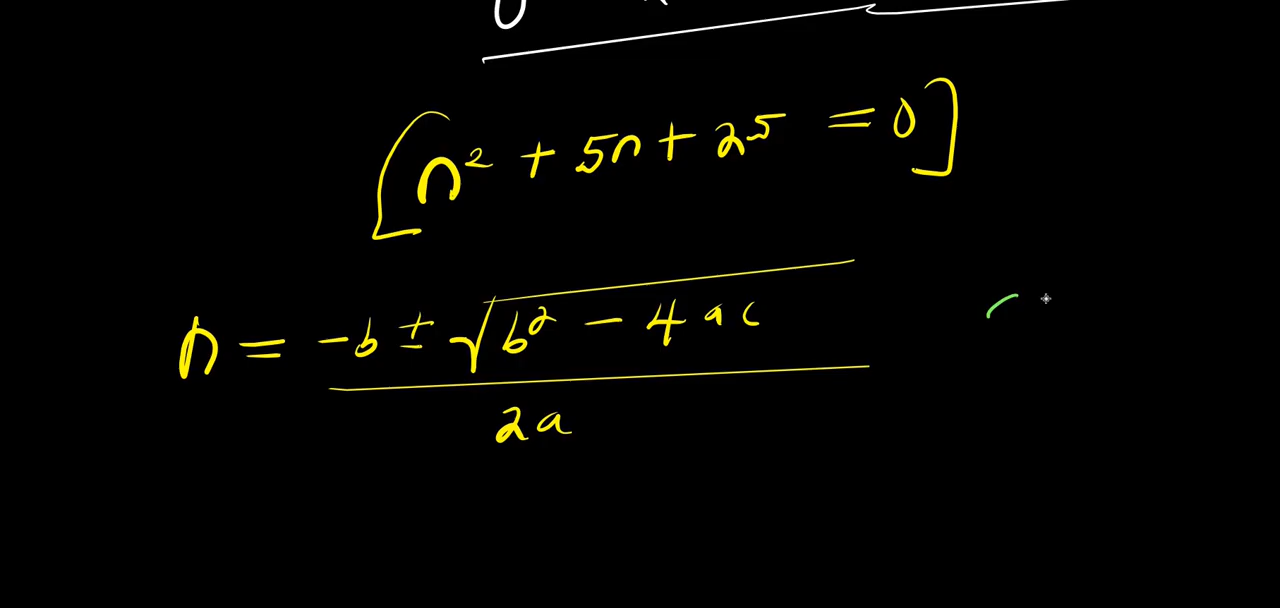 [n² + 5n + 25 = 0]
n = -b ± √b² - 4ac
2a